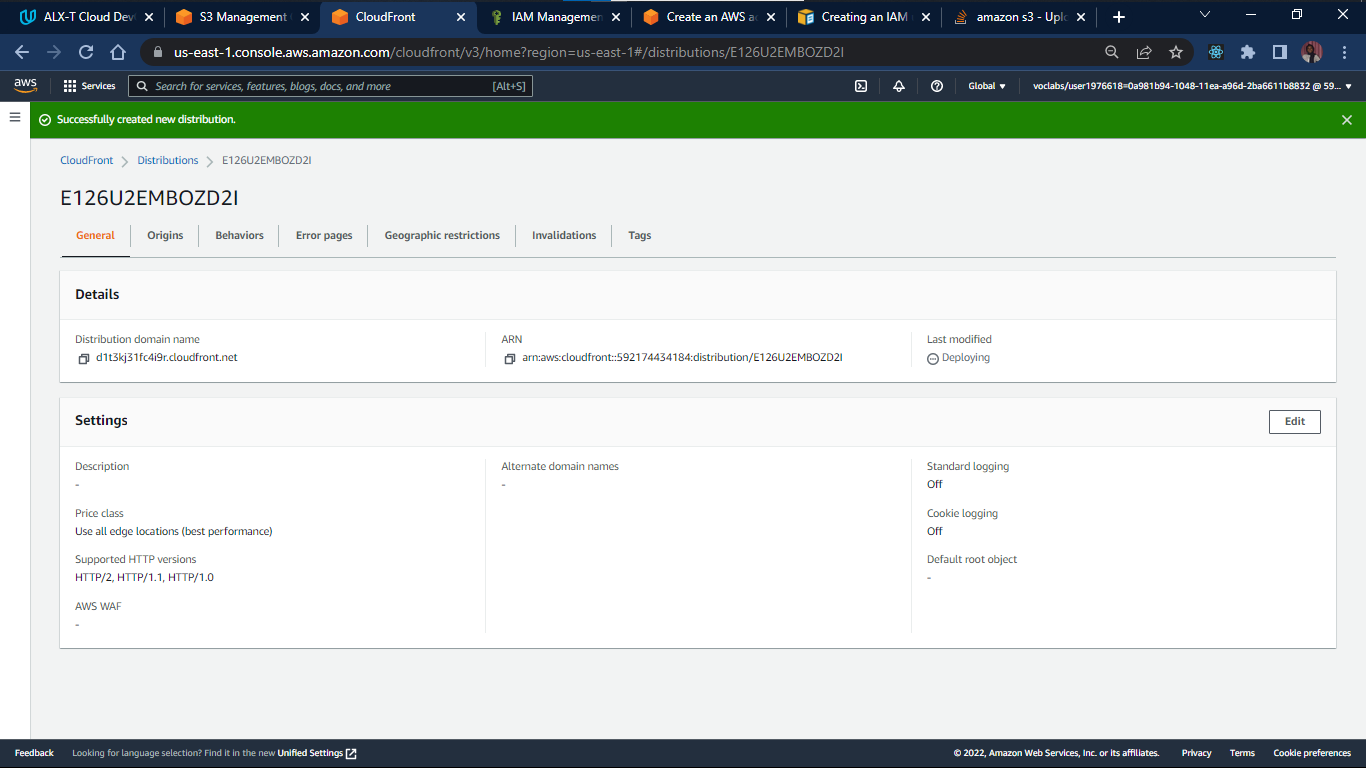 ALX-T Cloud Dev
S3 Management
CloudFront
IAM Managemen
Create an AWS a
Creating an IAM
amazon s3 - Uplo
us-east-1.console.aws.amazon.com/cloudfront/v3/home?region=us-east-1#/distributions/E126U2EMBOZD2I
aws Services Search for services, features, blogs, docs, and more [Alt+S] Global voclabs/user1976618=0a981b94-1048-11ea-a96d-2ba6611b8832 @ 59...
Successfully created new distribution.
CloudFront Distributions E126U2EMBOZD2I
E126U2EMBOZD2I
General Origins Behaviors Error pages Geographic restrictions Invalidations Tags
Details
Distribution domain name
d1t3kj31fc4i9r.cloudfront.net
ARN
arn:aws:cloudfront::592174434184:distribution/E126U2EMBOZD2I
Last modified
Deploying
Settings
Edit
Description
-
Price class
Use all edge locations (best performance)
Supported HTTP versions
HTTP/2, HTTP/1.1, HTTP/1.0
AWS WAF
-
Alternate domain names
-
Standard logging
Off
Cookie logging
Off
Default root object
-
Feedback Looking for language selection? Find it in the new Unified Settings © 2022, Amazon Web Services, Inc. or its affiliates. Privacy Terms Cookie preferences